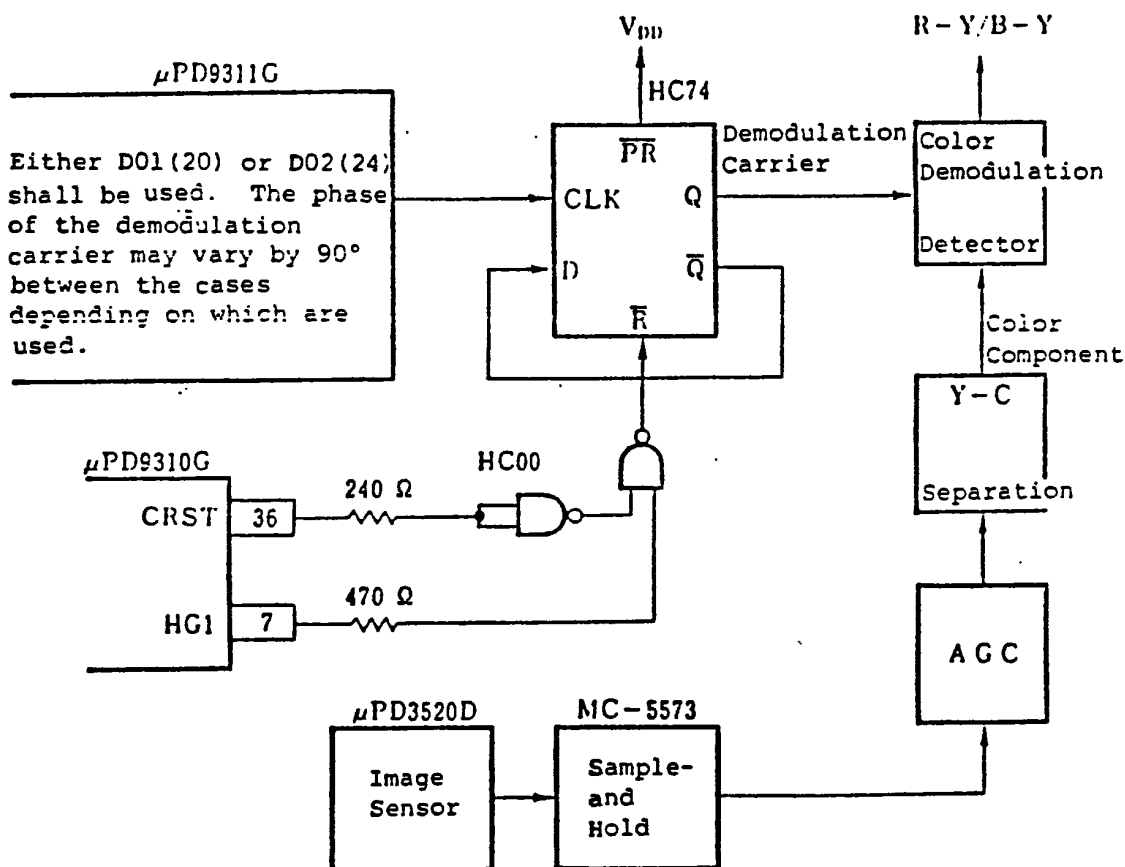 R-Y/B-Y
V_DD
μPD9311G
HC74
Either DO1(20) or DO2(24)
shall be used. The phase
of the demodulation
carrier may vary by 90°
between the cases
depending on which are
used.
PR̅
CLK
Q
D
Q̅
R̅
Demodulation
Carrier
Color
Demodulation
Detector
Color
Component
Y-C
Separation
μPD9310G
CRST
36
240 Ω
HC00
HG1
7
470 Ω
AGC
μPD3520D
Image
Sensor
MC-5573
Sample-
and
Hold